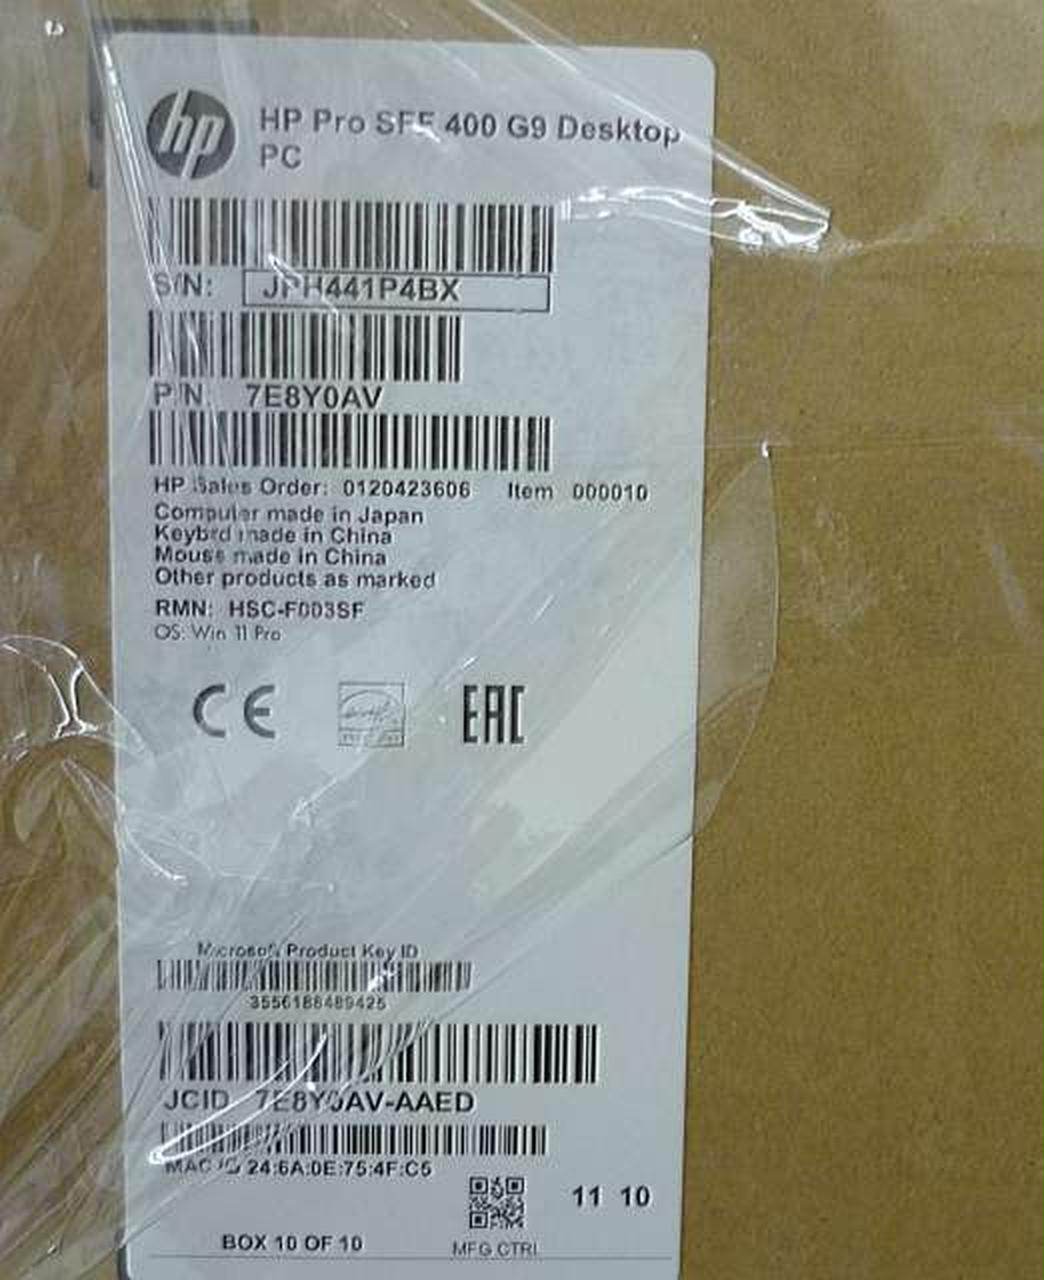 hp
HP Pro SFF 400 G9 Desktop
PC
S/N: JPH441P4BX
P/N: 7E8Y0AV
HP Sales Order: 0120423606 Item 000010
Computer made in Japan
Keybrd made in China
Mouse made in China
Other products as marked
RMN: HSC-F003SF
OS: Win 11 Pro
CE EAC
Microsoft Product Key ID
3556188489425
JCID 7E8Y0AV-AAED
MAC ID 24:6A:0E:75:4F:C5
11 10
BOX 10 OF 10 MFG CTRL